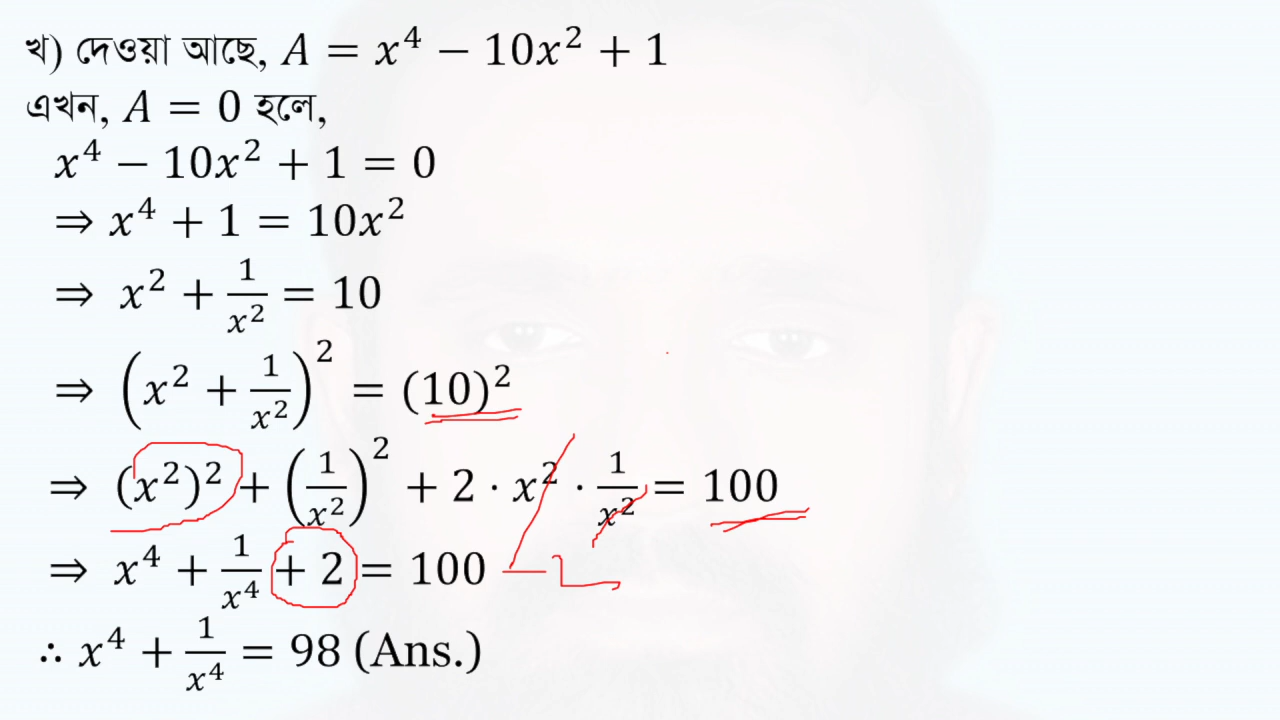 খ) দেওয়া আছে, A = x⁴ − 10x² + 1
এখন, A = 0 হলে,
x⁴ − 10x² + 1 = 0
⇒ x⁴ + 1 = 10x²
⇒ x² + 1/x² = 10
⇒ (x² + 1/x²)² = (10)²
⇒ (x²)² + (1/x²)² + 2 · x² · 1/x² = 100
⇒ x⁴ + 1/x⁴ + 2 = 100 − 2
∴ x⁴ + 1/x⁴ = 98 (Ans.)